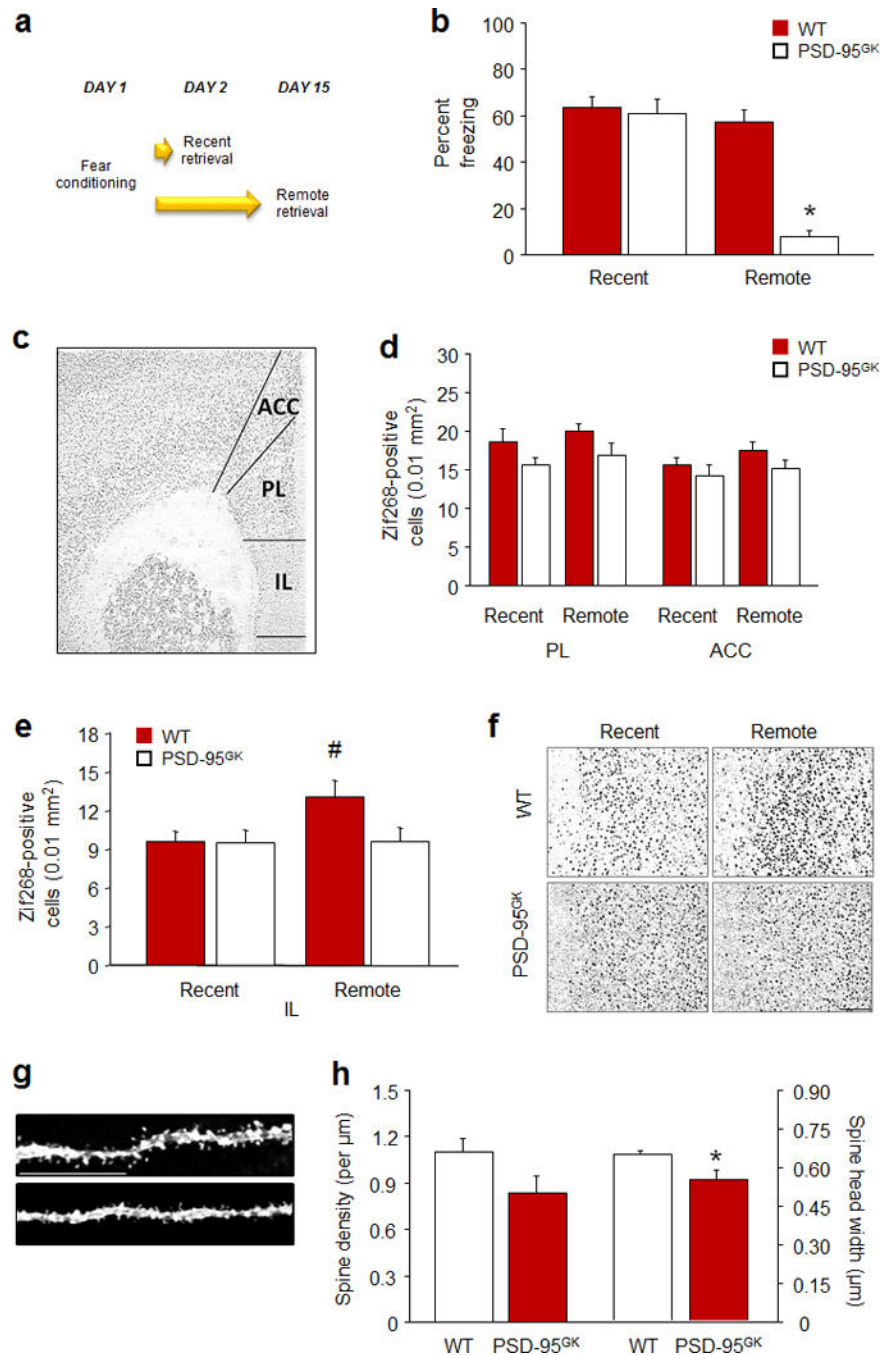 a
DAY 1 DAY 2 DAY 15
Recent
retrieval
Fear
conditioning
Remote
retrieval
b
WT
PSD-95GK
Percent
freezing
100
80
60
40
20
0
Recent Remote
*
c
ACC
PL
IL
d
WT
PSD-95GK
Zif268-positive
cells (0.01 mm2)
30
25
20
15
10
5
0
Recent Remote Recent Remote
PL ACC
e
WT
PSD-95GK
Zif268-positive
cells (0.01 mm2)
18
15
12
9
6
3
0
#
Recent Remote
IL
f
Recent Remote
WT
PSD-95GK
g
h
Spine density (per µm)
1.5
1.2
0.9
0.6
0.3
0
*
0.90
0.75
0.60
0.45
0.30
0.15
0
Spine head width (µm)
WT PSD-95GK WT PSD-95GK